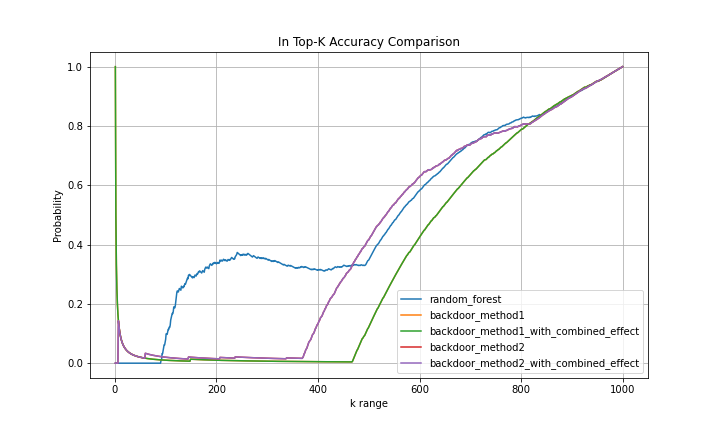 In Top-K Accuracy Comparison
Probability
1.0
0.8
0.6
0.4
0.2
0.0
0
200
400
600
800
1000
k range
random_forest
backdoor_method1
backdoor_method1_with_combined_effect
backdoor_method2
backdoor_method2_with_combined_effect